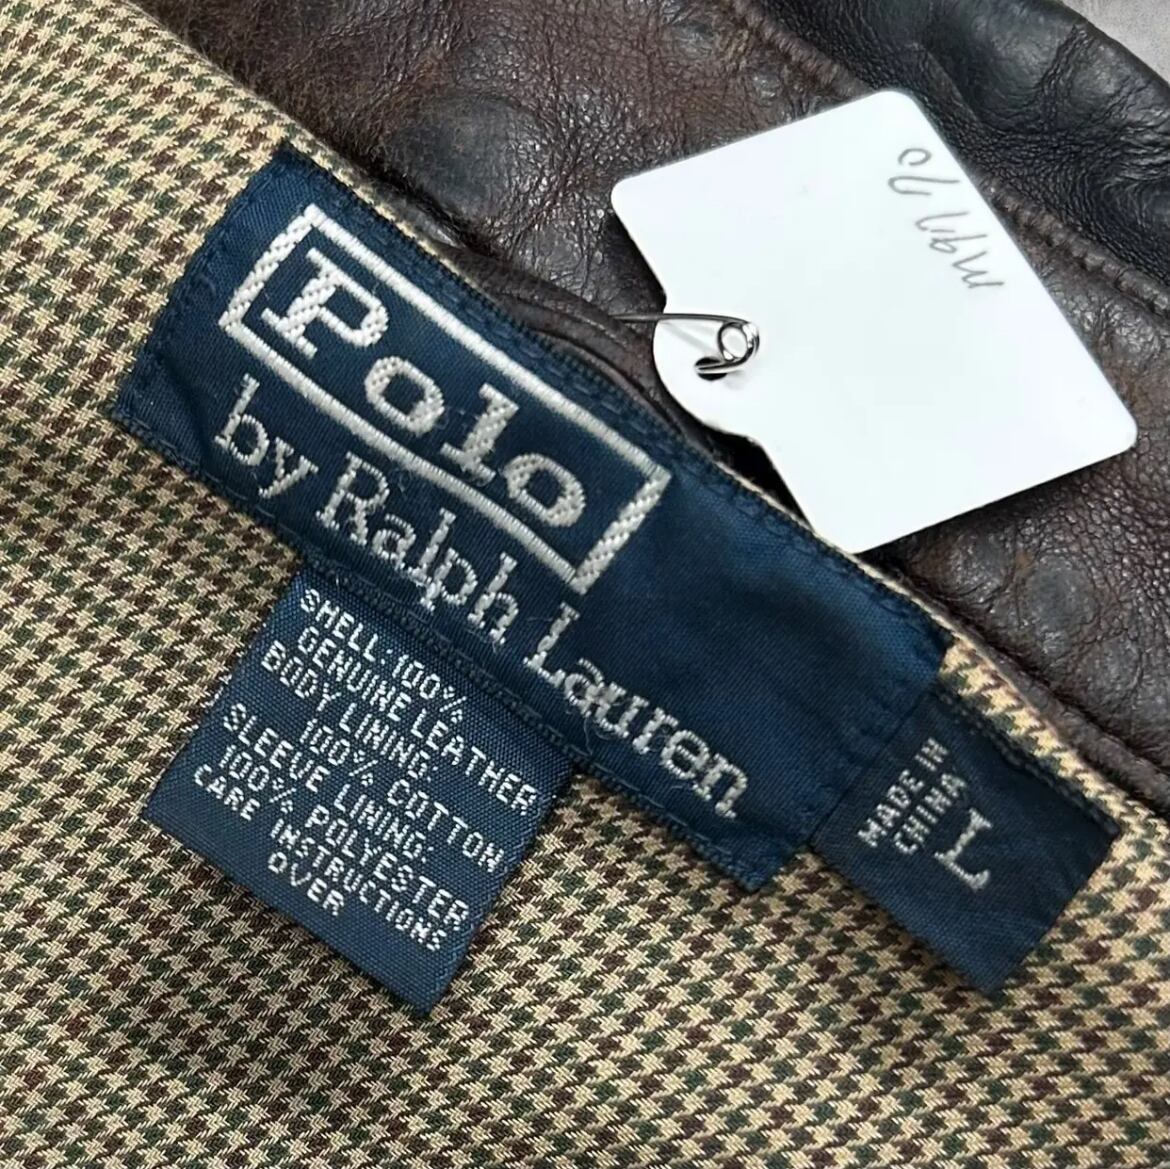 Polo
by Ralph Lauren
SHELL:100%
GENUINE LEATHER
BODY LINING:
100% COTTON
SLEEVE LINING:
100% POLYESTER
CARE INSTRUCTIONS
OVER
MADE IN
CHINA
L